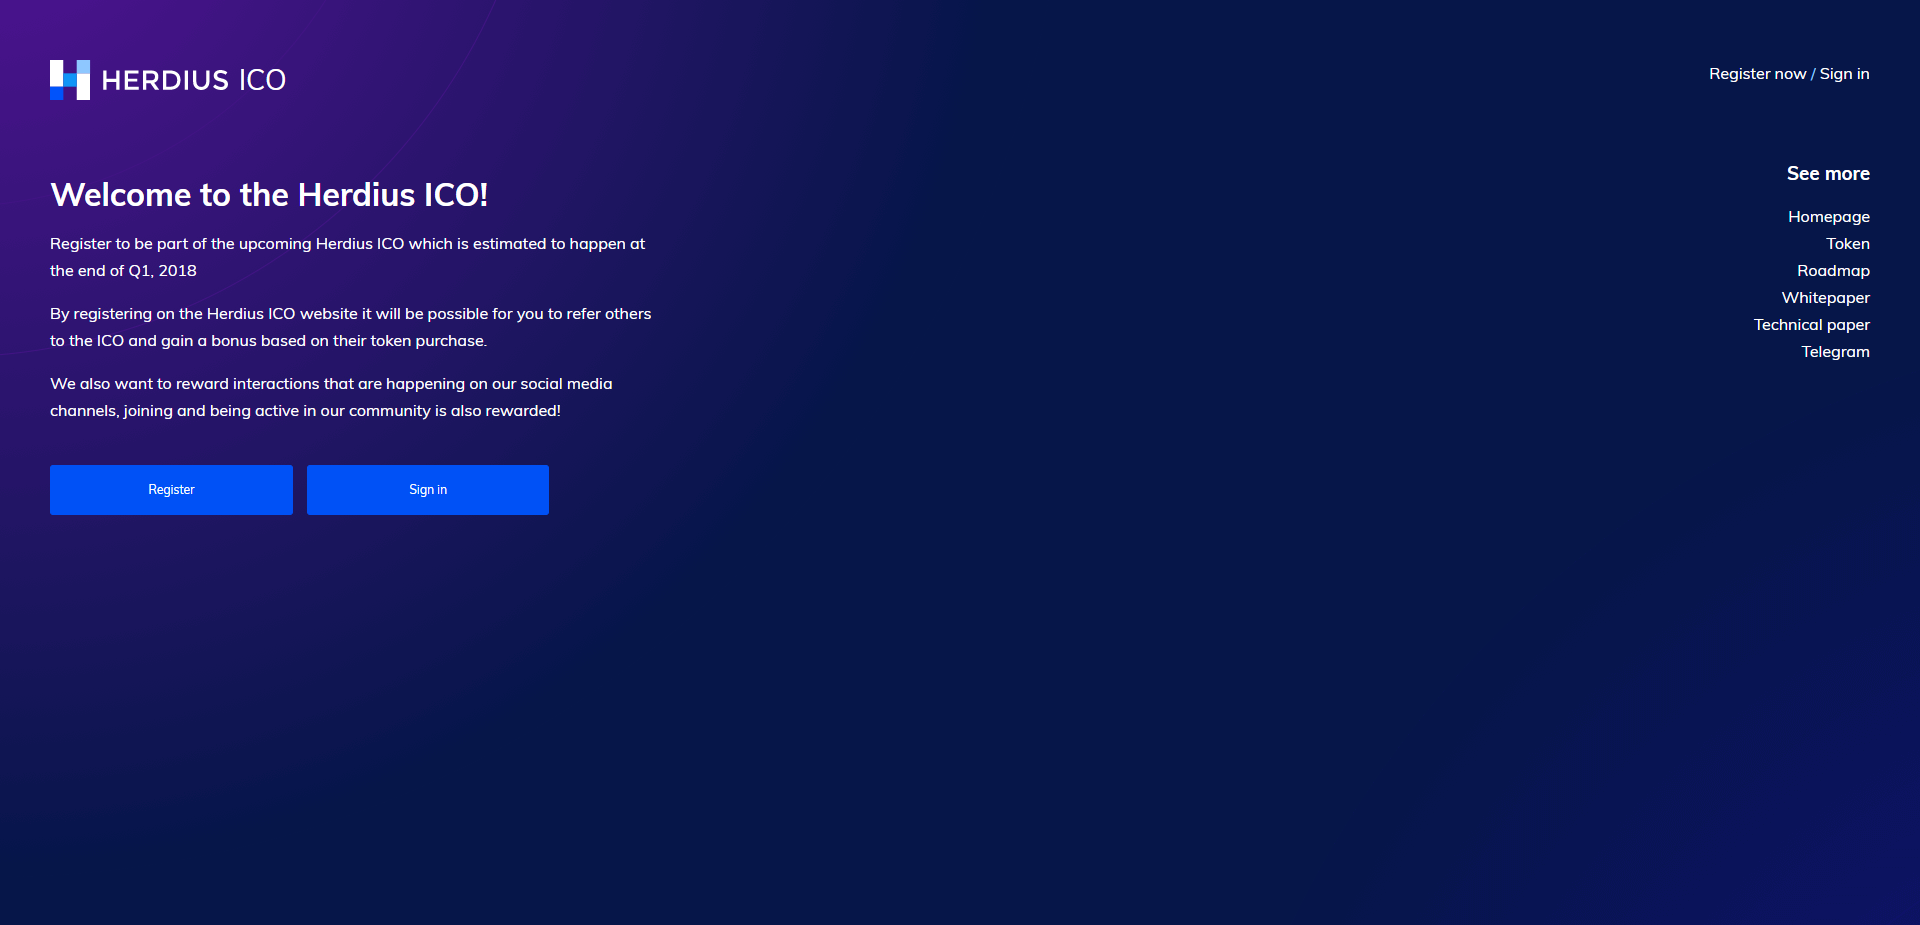 HERDIUS ICO
Register now / Sign in
Welcome to the Herdius ICO!
Register to be part of the upcoming Herdius ICO which is estimated to happen at
the end of Q1, 2018
By registering on the Herdius ICO website it will be possible for you to refer others
to the ICO and gain a bonus based on their token purchase.
We also want to reward interactions that are happening on our social media
channels, joining and being active in our community is also rewarded!
Register
Sign in
See more
Homepage
Token
Roadmap
Whitepaper
Technical paper
Telegram